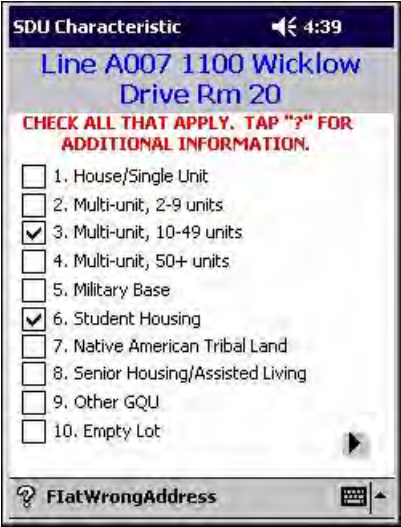 SDU Characteristic 4:39
Line A007 1100 Wicklow
Drive Rm 20
CHECK ALL THAT APPLY. TAP "?" FOR
ADDITIONAL INFORMATION.
1. House/Single Unit
2. Multi-unit, 2-9 units
3. Multi-unit, 10-49 units
4. Multi-unit, 50+ units
5. Military Base
6. Student Housing
7. Native American Tribal Land
8. Senior Housing/Assisted Living
9. Other GQU
10. Empty Lot
? FIatWrongAddress